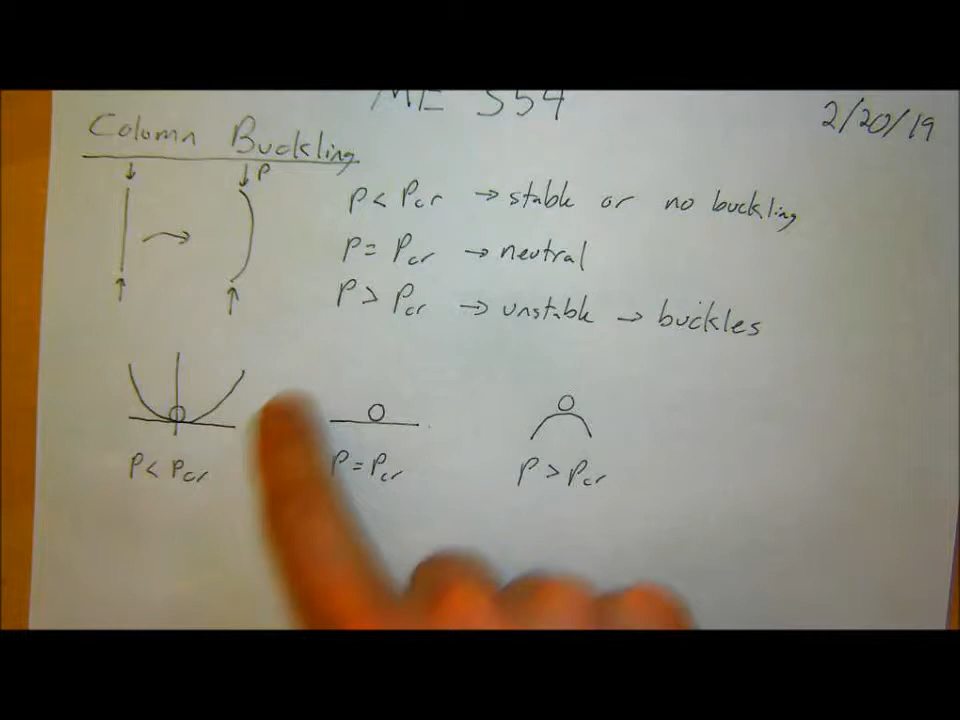 ME 354
2/20/19
Column Buckling
P
P < Pcr → stable or no buckling
P = Pcr → neutral
P > Pcr → unstable → buckles
P < Pcr
P = Pcr
P > Pcr